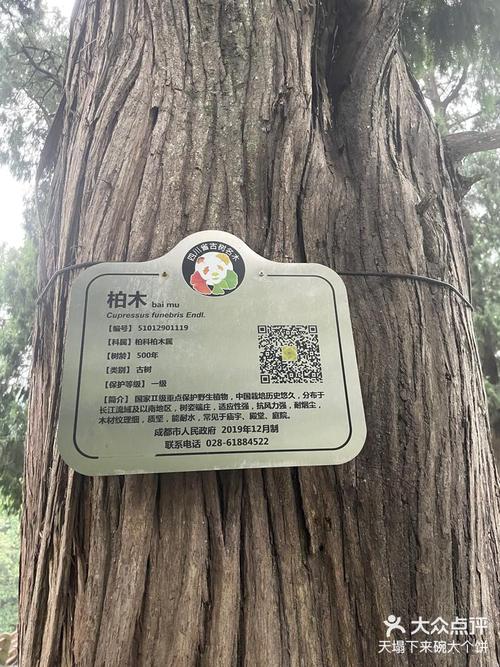 四川省古树名木
柏木 bai mu
Cupressus funebris Endl.
【编号】 51012901119
【科属】 柏科柏木属
【树龄】 500年
【类别】 古树
【保护等级】 一级
【简介】 国家II级重点保护野生植物，中国栽培历史悠久，分布于
长江流域及以南地区，树姿端庄，适应性强，抗风力强，耐烟尘，
木材纹理细，质坚，能耐水，常见于庙宇、殿堂、庭院。
成都市人民政府 2019年12月制
联系电话 028-61884522
大众点评
天塌下来碗大个饼